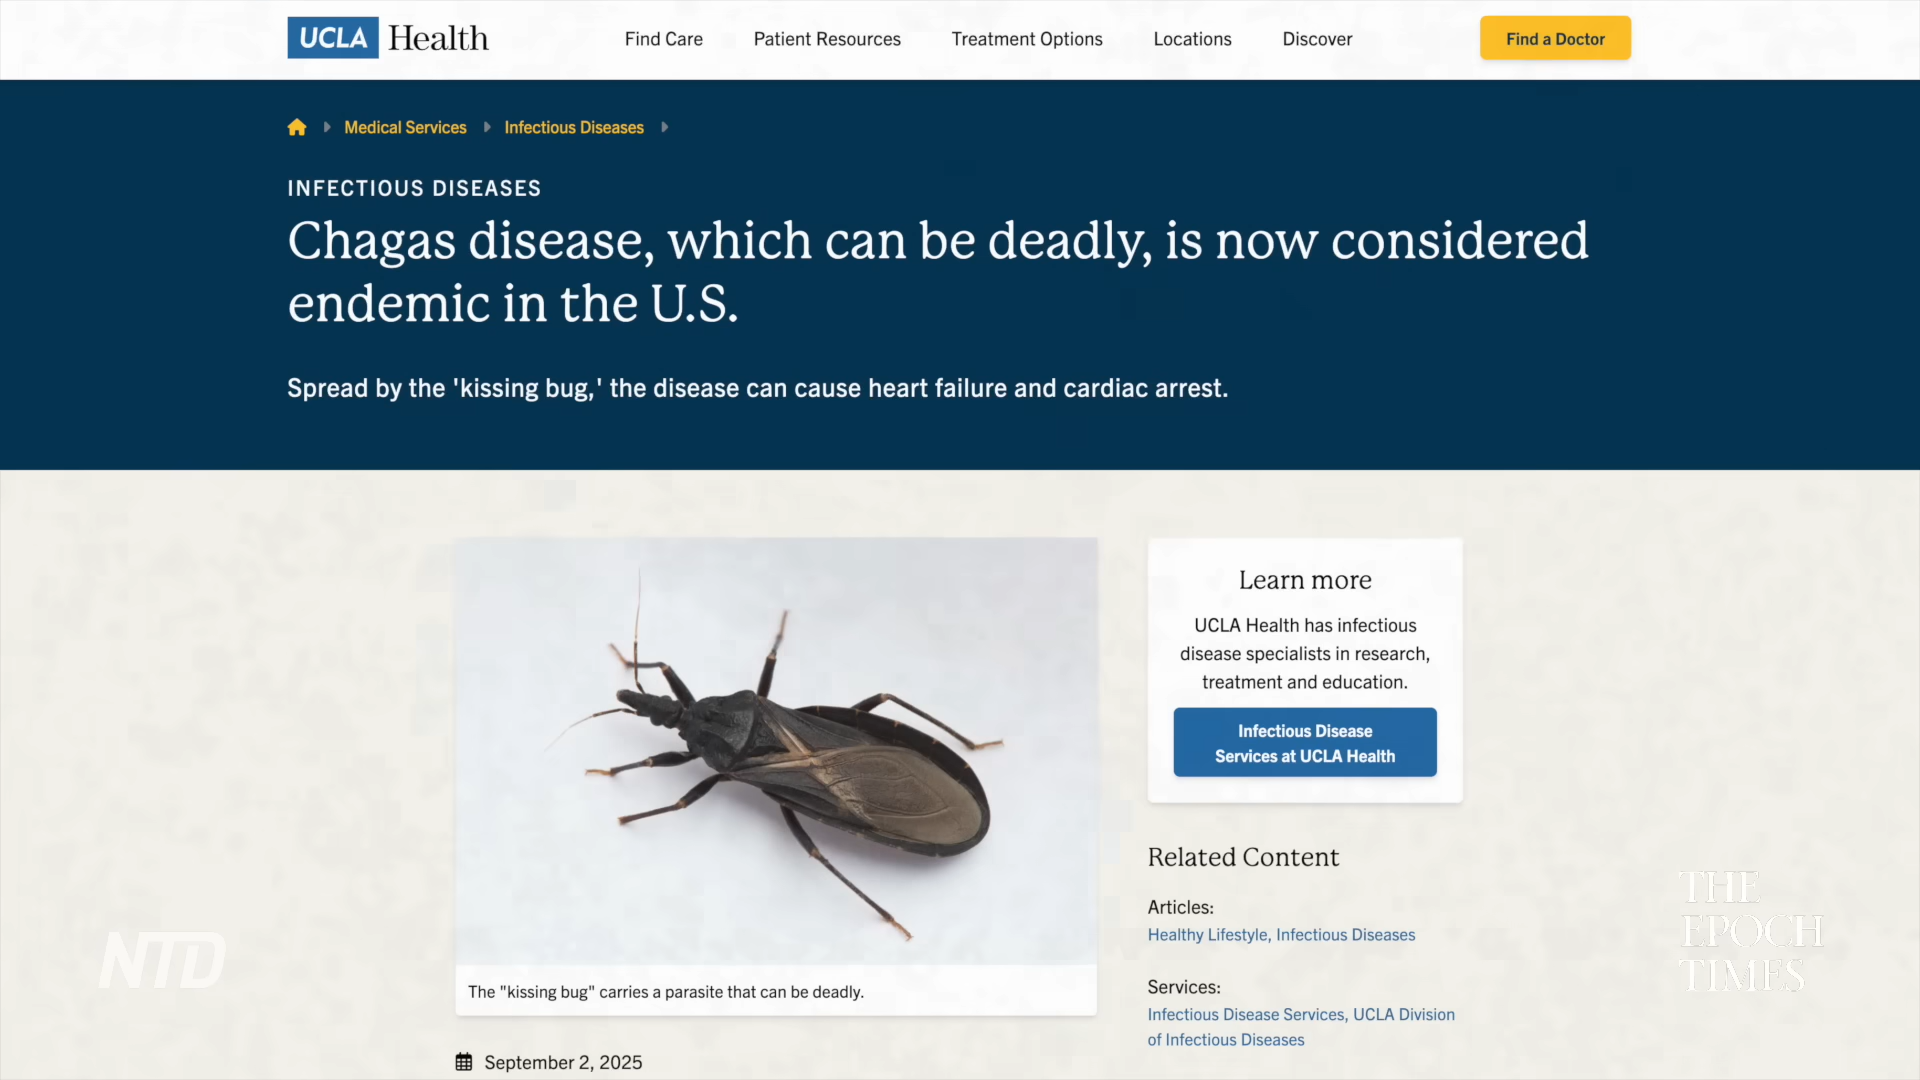 UCLA Health
Find Care
Patient Resources
Treatment Options
Locations
Discover
Find a Doctor
Medical Services
Infectious Diseases
INFECTIOUS DISEASES
Chagas disease, which can be deadly, is now considered
endemic in the U.S.
Spread by the 'kissing bug,' the disease can cause heart failure and cardiac arrest.
The "kissing bug" carries a parasite that can be deadly.
September 2, 2025
Learn more
UCLA Health has infectious
disease specialists in research,
treatment and education.
Infectious Disease
Services at UCLA Health
Related Content
Articles:
Healthy Lifestyle, Infectious Diseases
Services:
Infectious Disease Services, UCLA Division
of Infectious Diseases
NTD
THE
EPOCH
TIMES